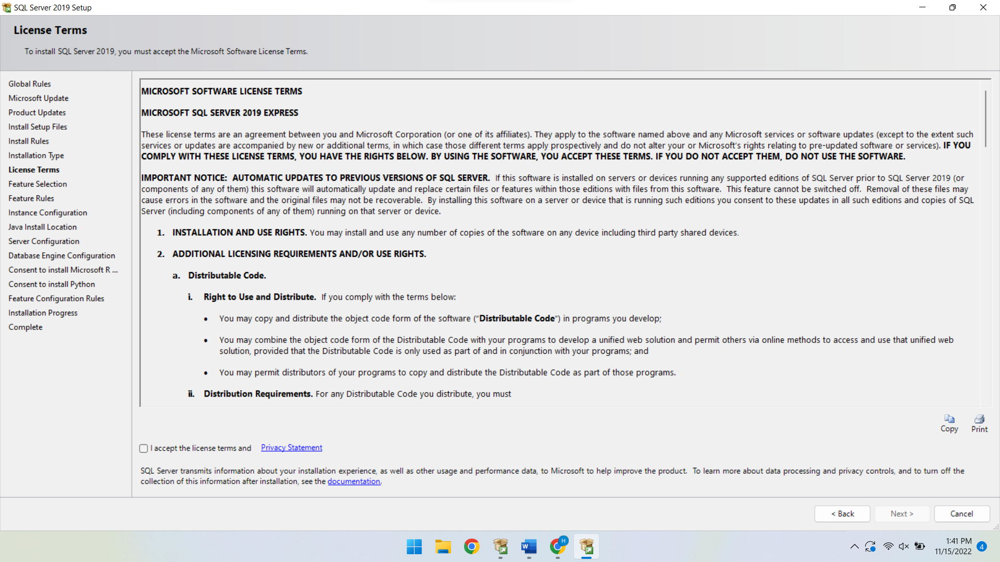 SQL Server 2019 Setup
License Terms
To install SQL Server 2019, you must accept the Microsoft Software License Terms.
Global Rules
Microsoft Update
Product Updates
Install Setup Files
Install Rules
Installation Type
License Terms
Feature Selection
Feature Rules
Instance Configuration
Java Install Location
Server Configuration
Database Engine Configuration
Consent to install Microsoft R ...
Consent to install Python
Feature Configuration Rules
Installation Progress
Complete
MICROSOFT SOFTWARE LICENSE TERMS
MICROSOFT SQL SERVER 2019 EXPRESS
These license terms are an agreement between you and Microsoft Corporation (or one of its affiliates). They apply to the software named above and any Microsoft services or software updates (except to the extent such
services or updates are accompanied by new or additional terms, in which case those different terms apply prospectively and do not alter your or Microsoft's rights relating to pre-updated software or services). IF YOU
COMPLY WITH THESE LICENSE TERMS, YOU HAVE THE RIGHTS BELOW. BY USING THE SOFTWARE, YOU ACCEPT THESE TERMS. IF YOU DO NOT ACCEPT THEM, DO NOT USE THE SOFTWARE.
IMPORTANT NOTICE: AUTOMATIC UPDATES TO PREVIOUS VERSIONS OF SQL SERVER. If this software is installed on servers or devices running any supported editions of SQL Server prior to SQL Server 2019 (or
components of any of them) this software will automatically update and replace certain files or features within those editions with files from this software. This feature cannot be switched off. Removal of these files may
cause errors in the software and the original files may not be recoverable. By installing this software on a server or device that is running such editions you consent to these updates in all such editions and copies of SQL
Server (including components of any of them) running on that server or device.
1. INSTALLATION AND USE RIGHTS. You may install and use any number of copies of the software on any device including third party shared devices.
2. ADDITIONAL LICENSING REQUIREMENTS AND/OR USE RIGHTS.
a. Distributable Code.
i. Right to Use and Distribute. If you comply with the terms below:
• You may copy and distribute the object code form of the software (“Distributable Code”) in programs you develop;
• You may combine the object code form of the Distributable Code with your programs to develop a unified web solution and permit others via online methods to access and use that unified web
solution, provided that the Distributable Code is only used as part of and in conjunction with your programs; and
• You may permit distributors of your programs to copy and distribute the Distributable Code as part of those programs.
ii. Distribution Requirements. For any Distributable Code you distribute, you must
Copy Print
I accept the license terms and Privacy Statement
SQL Server transmits information about your installation experience, as well as other usage and performance data, to Microsoft to help improve the product. To learn more about data processing and privacy controls, and to turn off the
collection of this information after installation, see the documentation.
< Back Next > Cancel
W
H
1:41 PM
11/15/2022
4